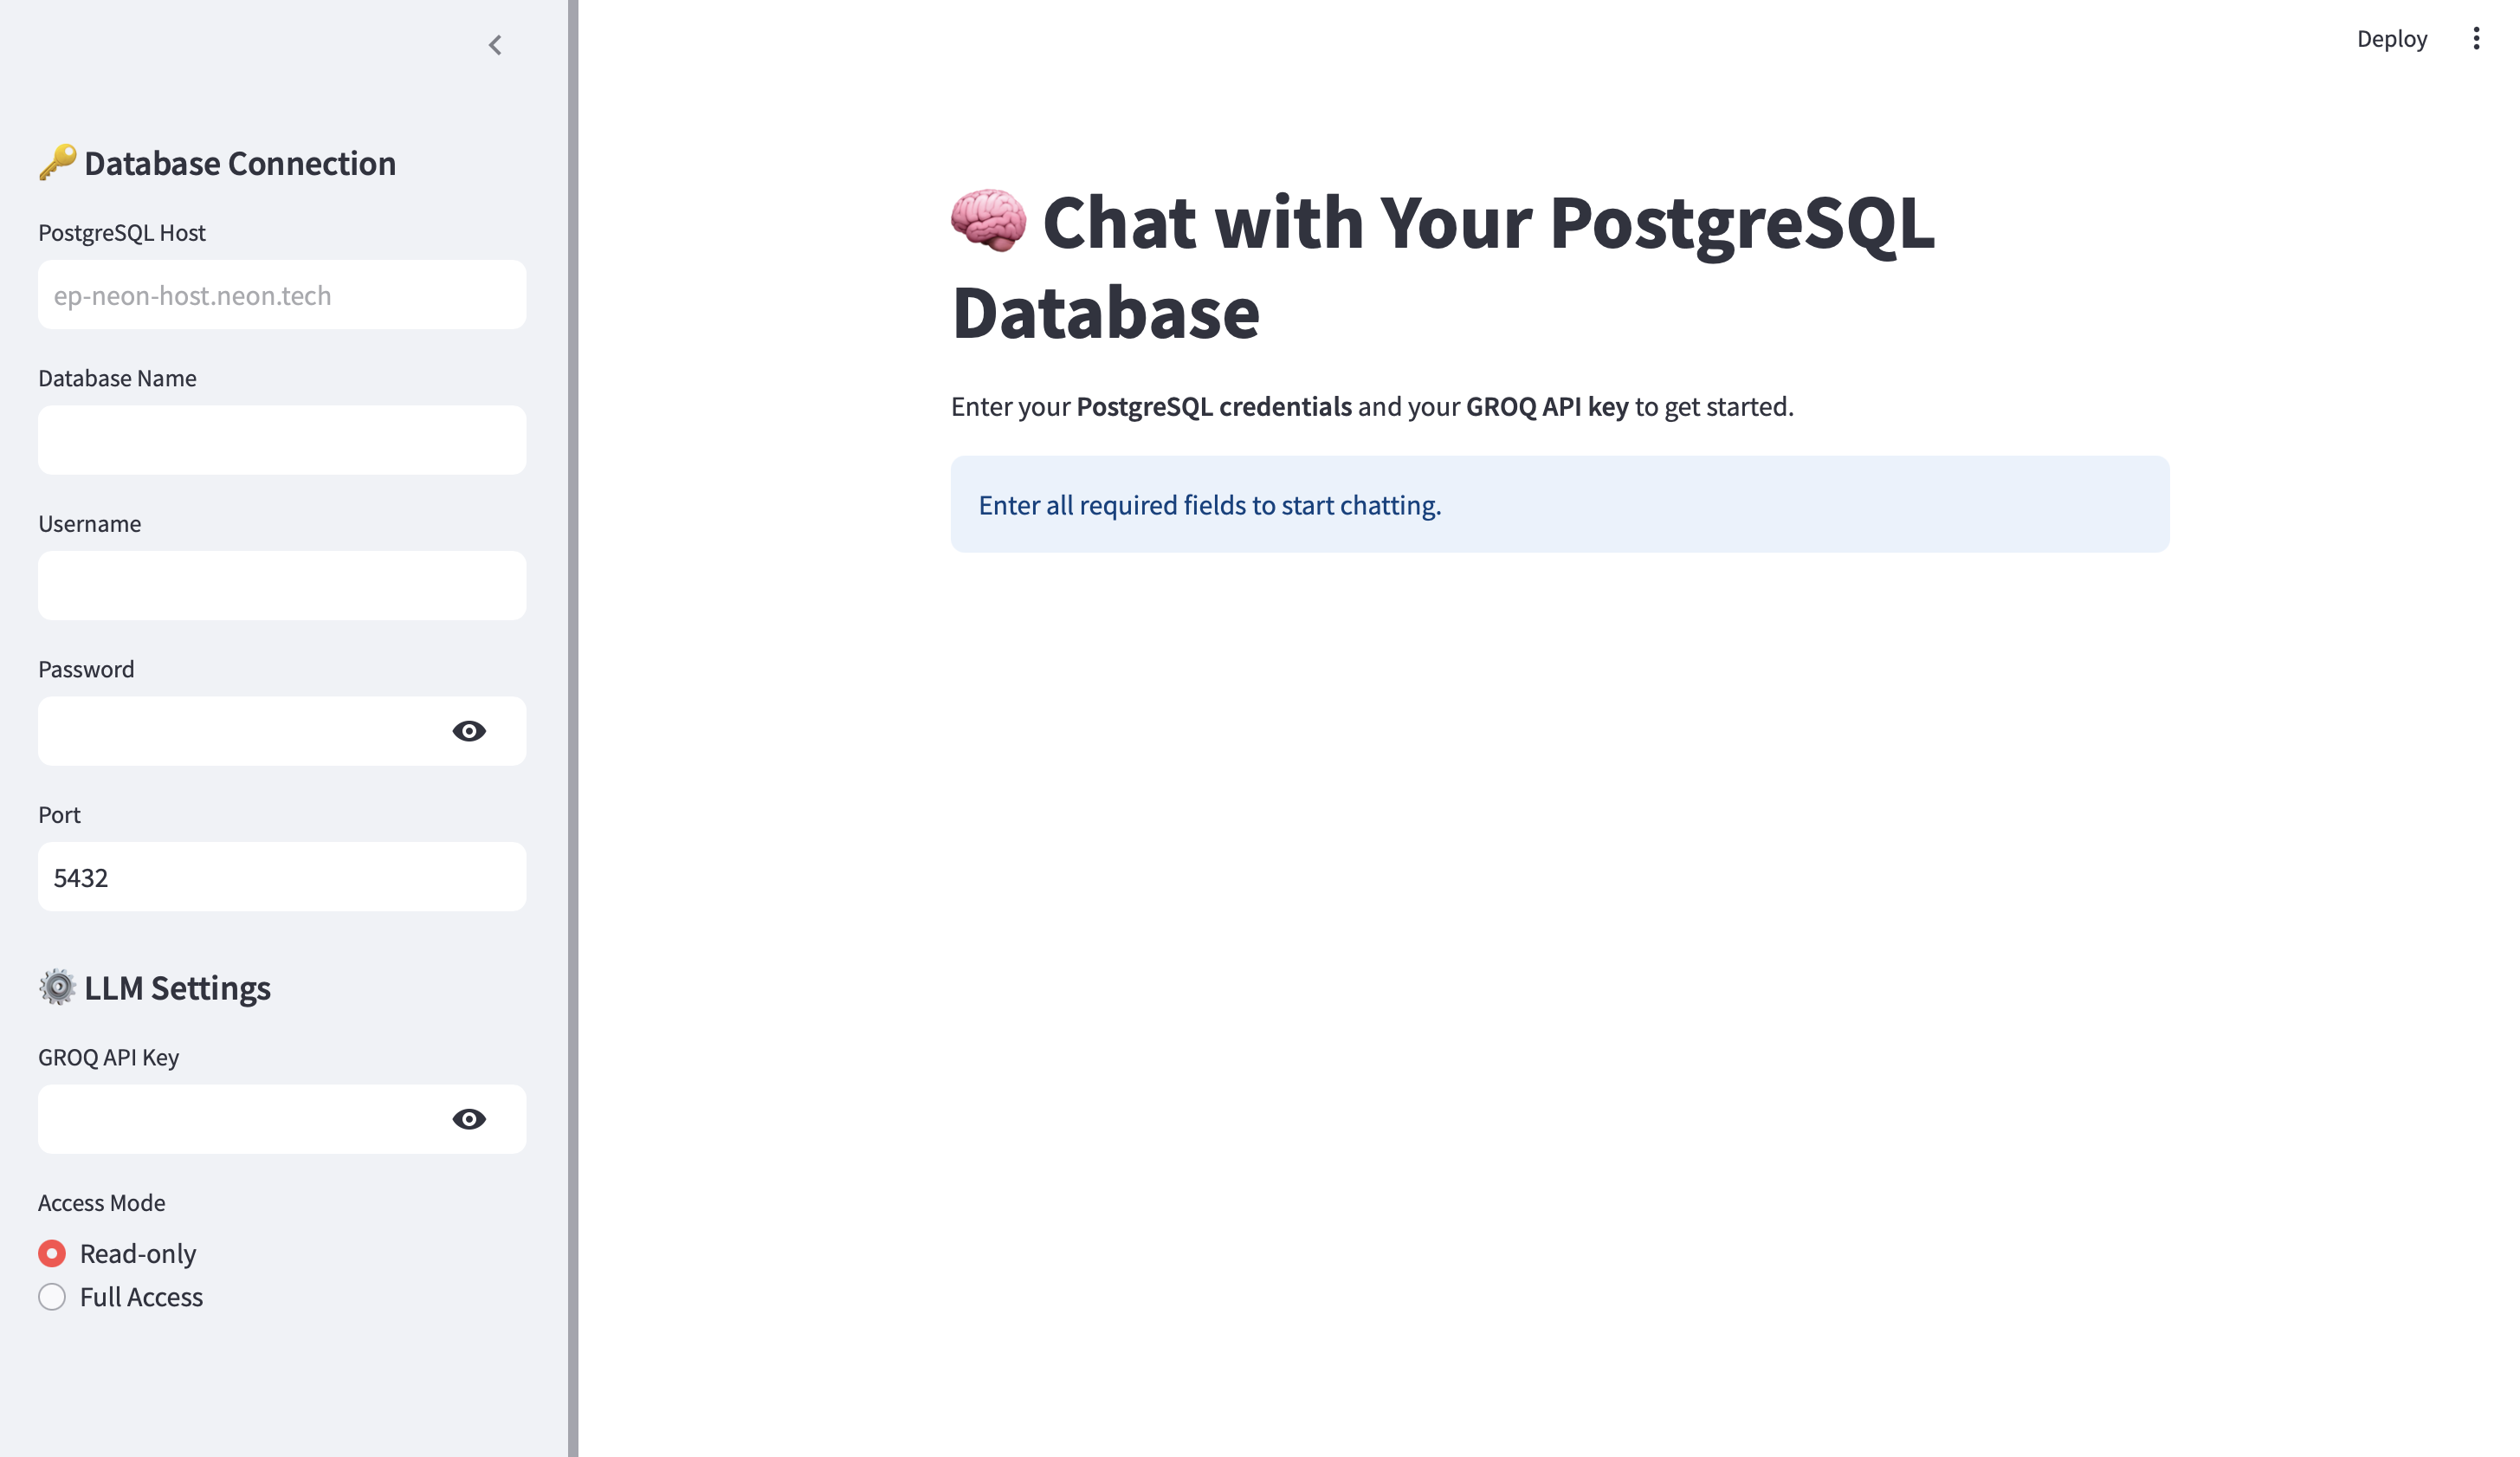 Deploy
🔑 Database Connection
PostgreSQL Host
ep-neon-host.neon.tech
Database Name
Username
Password
Port
5432
⚙️ LLM Settings
GROQ API Key
Access Mode
Read-only
Full Access
🧠 Chat with Your PostgreSQL
Database
Enter your PostgreSQL credentials and your GROQ API key to get started.
Enter all required fields to start chatting.